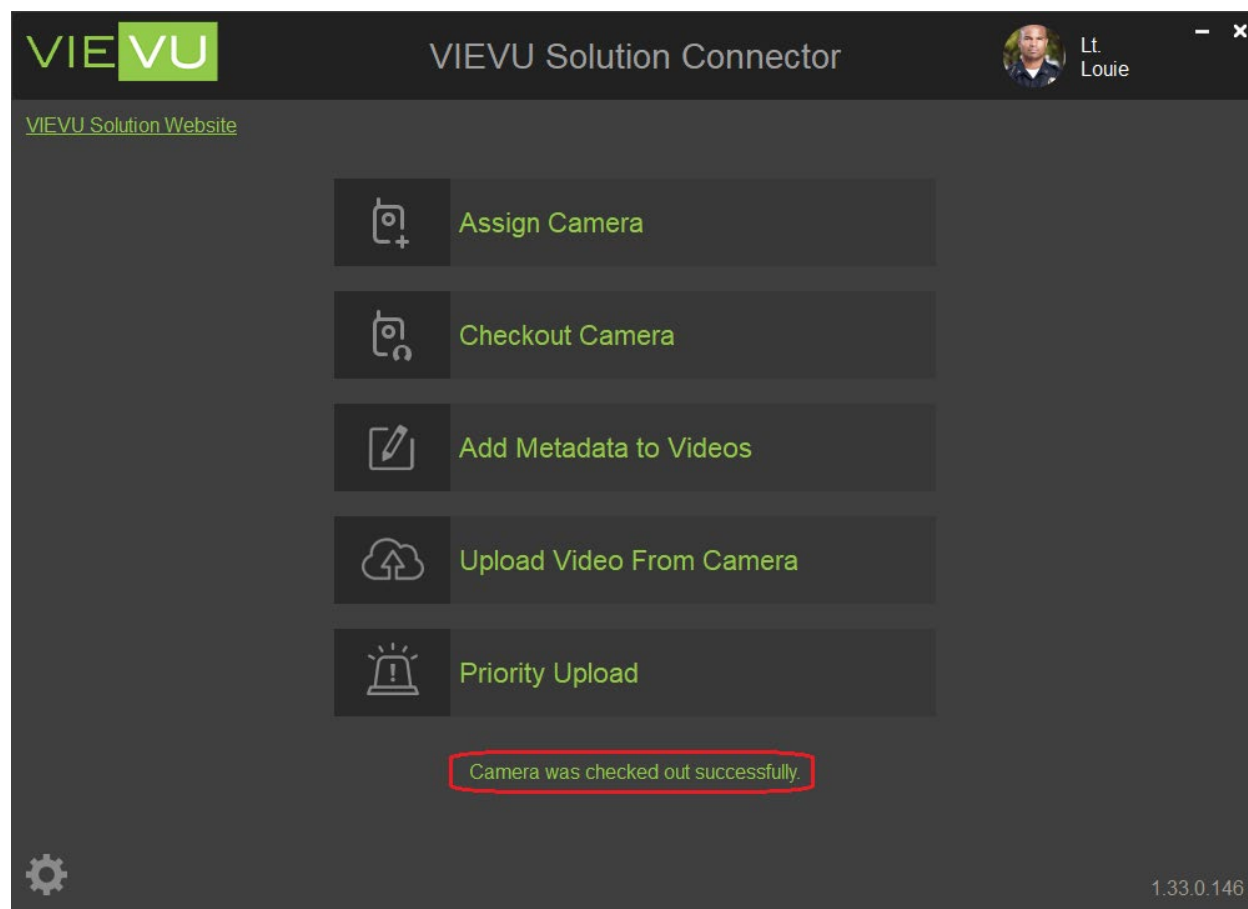 VIEVU
VIEVU Solution Connector
Lt.
Louie
VIEVU Solution Website
Assign Camera
Checkout Camera
Add Metadata to Videos
Upload Video From Camera
Priority Upload
Camera was checked out successfully.
1.33.0.146